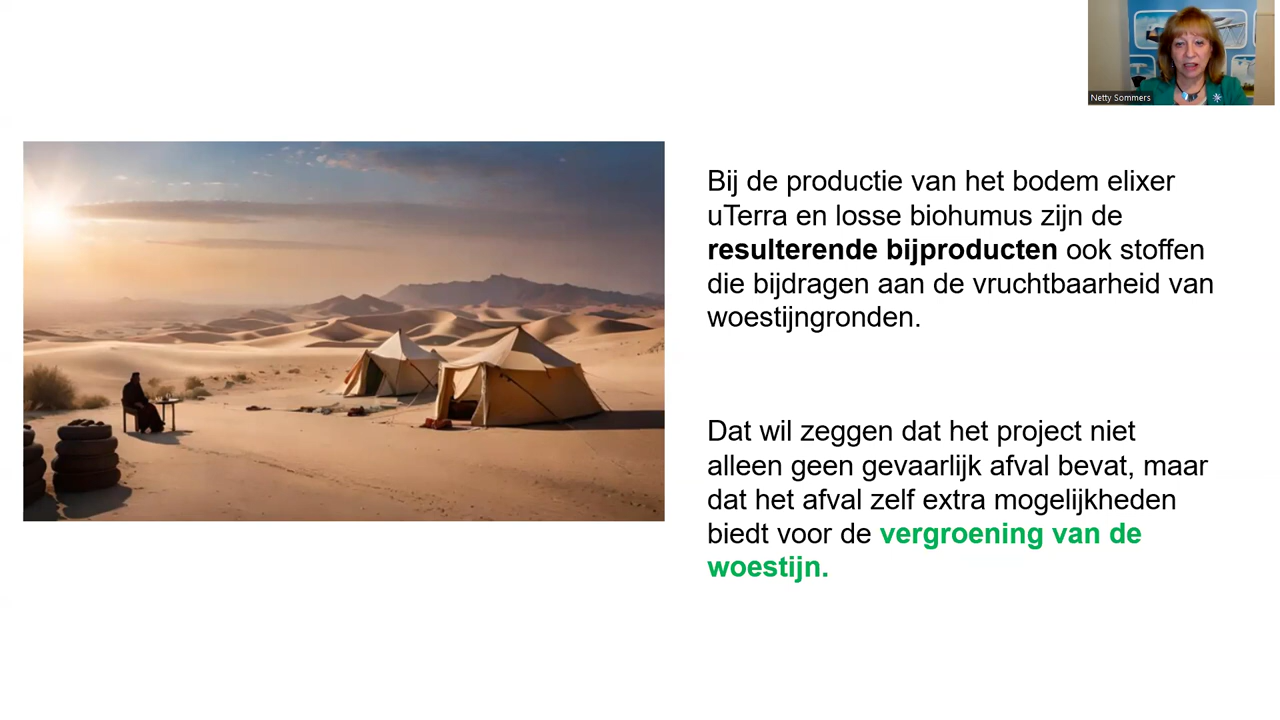 Netty Sommers
Bij de productie van het bodem elixer
uTerra en losse biohumus zijn de
resulterende bijproducten ook stoffen
die bijdragen aan de vruchtbaarheid van
woestijngronden.
Dat wil zeggen dat het project niet
alleen geen gevaarlijk afval bevat, maar
dat het afval zelf extra mogelijkheden
biedt voor de vergroening van de
woestijn.